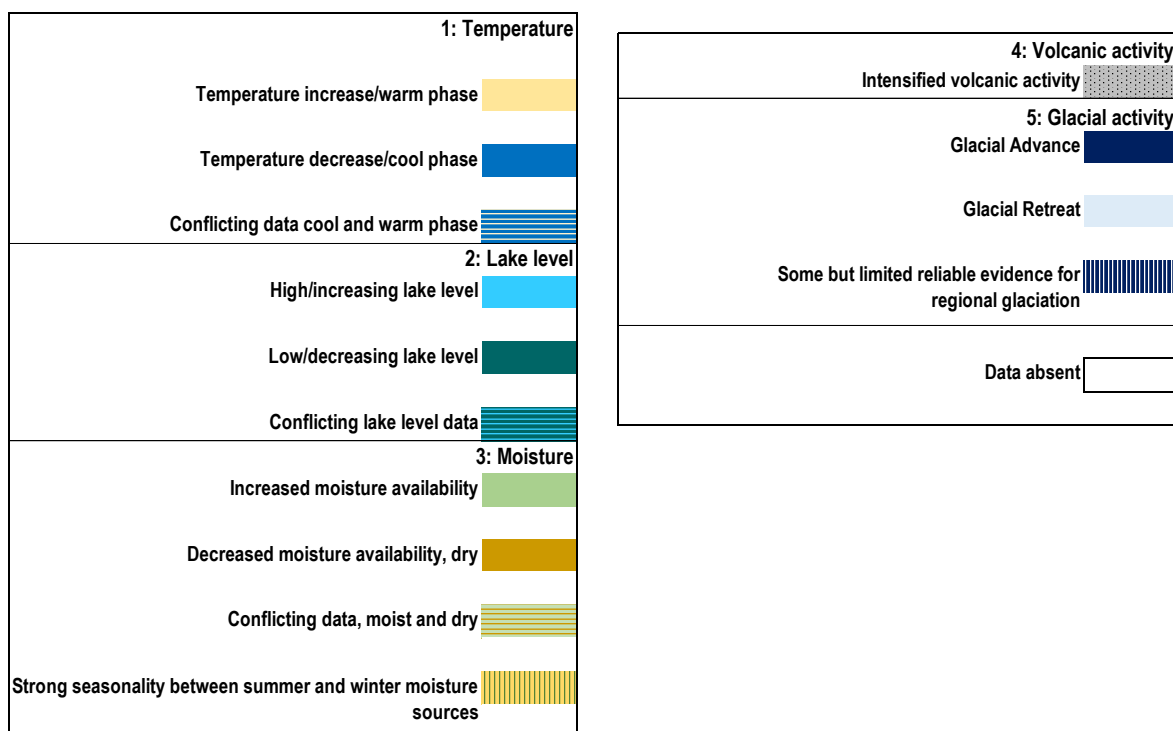 1: Temperature
Temperature increase/warm phase
Temperature decrease/cool phase
Conflicting data cool and warm phase
2: Lake level
High/increasing lake level
Low/decreasing lake level
Conflicting lake level data
3: Moisture
Increased moisture availability
Decreased moisture availability, dry
Conflicting data, moist and dry
Strong seasonality between summer and winter moisture
sources
4: Volcanic activity
Intensified volcanic activity
5: Glacial activity
Glacial Advance
Glacial Retreat
Some but limited reliable evidence for
regional glaciation
Data absent